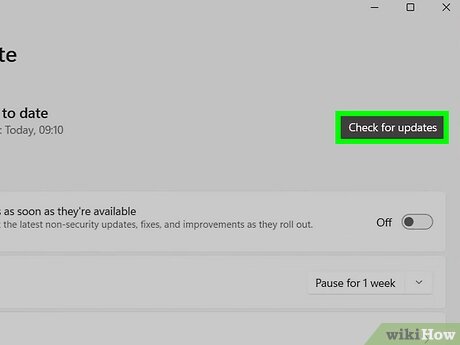 te
to date
: Today, 09:10
Check for updates
s as soon as they're available
t the latest non-security updates, fixes, and improvements as they roll out.
Off
Pause for 1 week
wikiHow